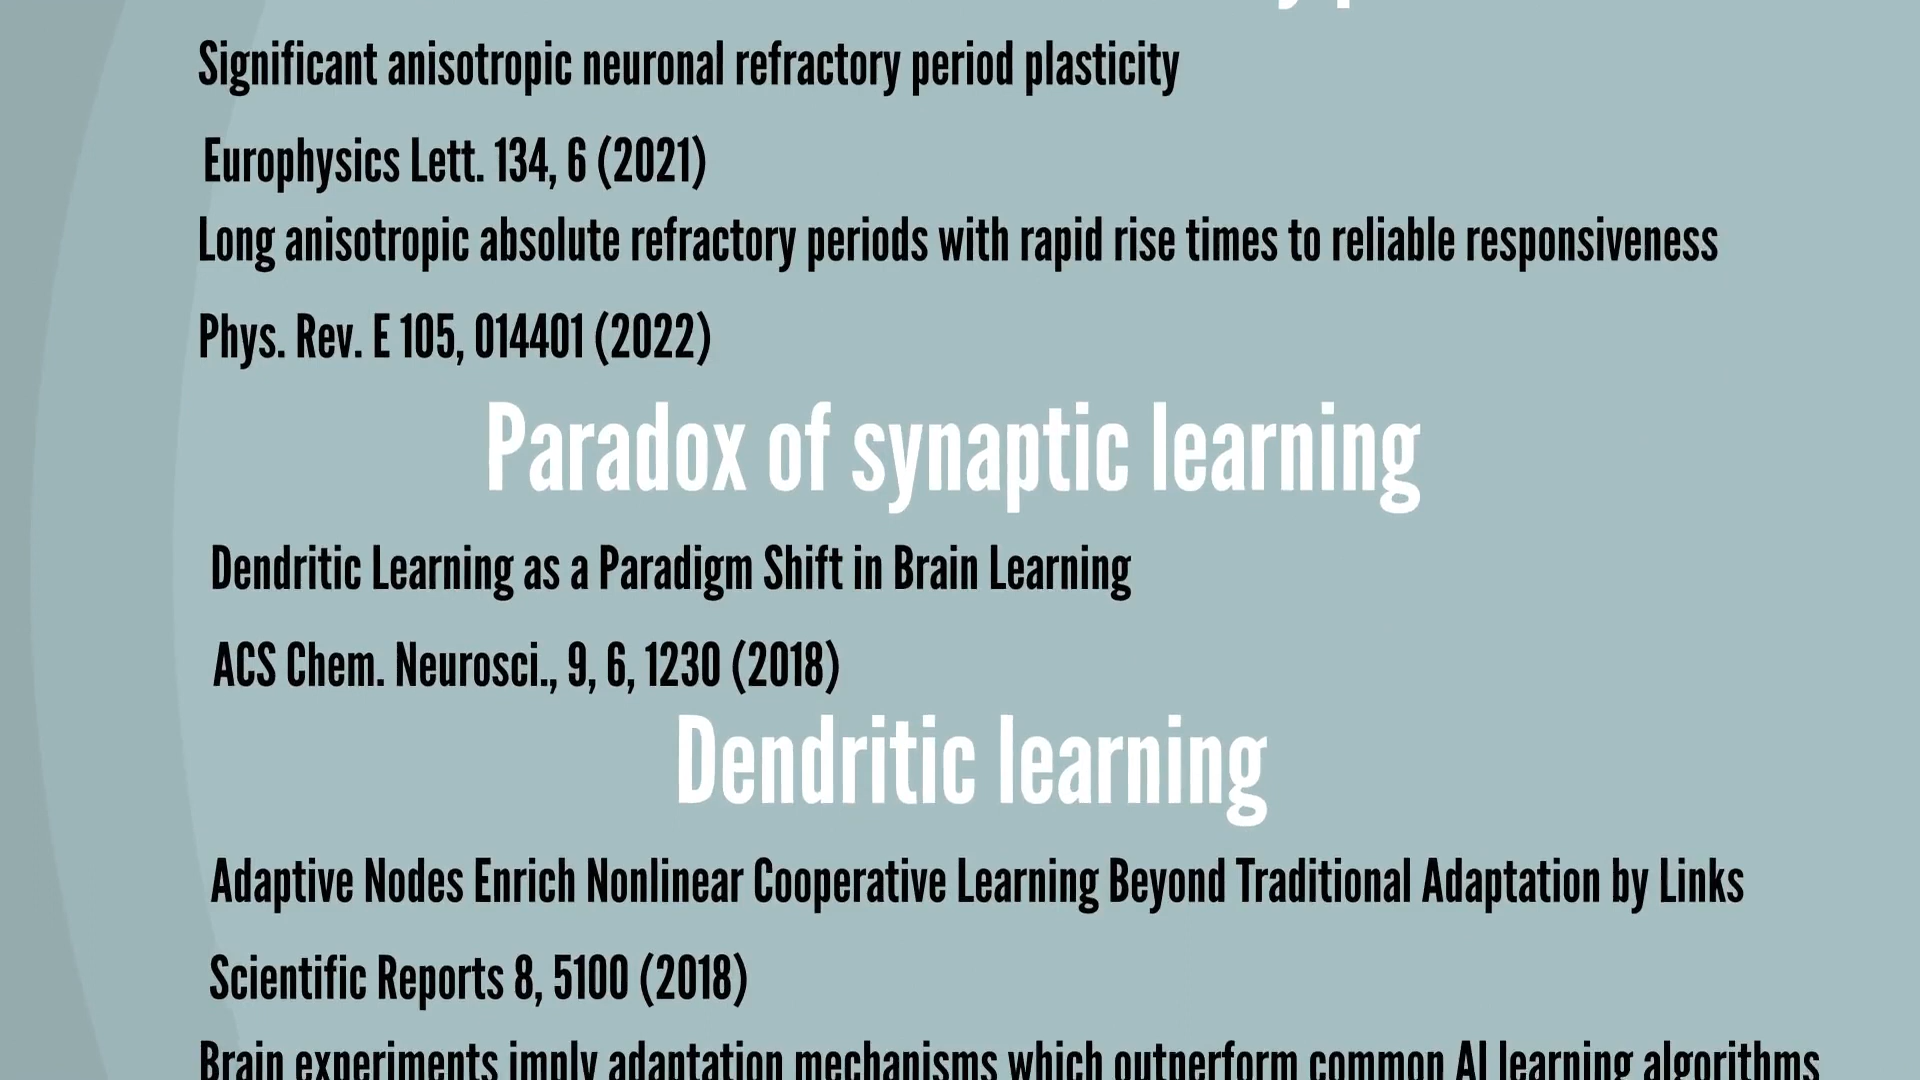 Significant anisotropic neuronal refractory period plasticity
Europhysics Lett. 134, 6 (2021)
Long anisotropic absolute refractory periods with rapid rise times to reliable responsiveness
Phys. Rev. E 105, 014401 (2022)
Paradox of synaptic learning
Dendritic Learning as a Paradigm Shift in Brain Learning
ACS Chem. Neurosci., 9, 6, 1230 (2018)
Dendritic learning
Adaptive Nodes Enrich Nonlinear Cooperative Learning Beyond Traditional Adaptation by Links
Scientific Reports 8, 5100 (2018)
Brain experiments imply adaptation mechanisms which outperform common AI learning algorithms